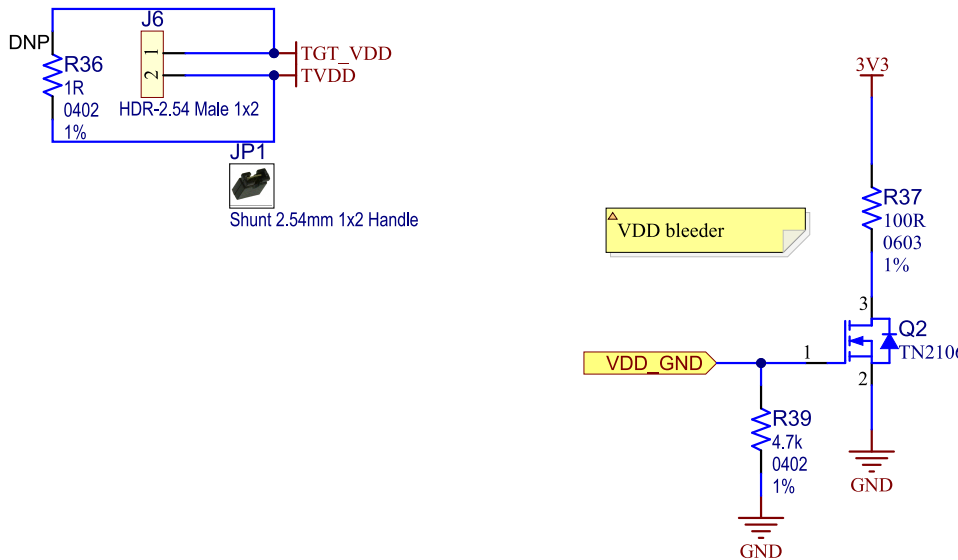 J6
DNP
R36
1R
0402
1%
1
2
TGT_VDD
TVDD
HDR-2.54 Male 1x2
JP1
Shunt 2.54mm 1x2 Handle
3V3
R37
100R
0603
1%
VDD bleeder
3
Q2
TN2106
1
2
VDD_GND
R39
4.7k
0402
1%
GND
GND